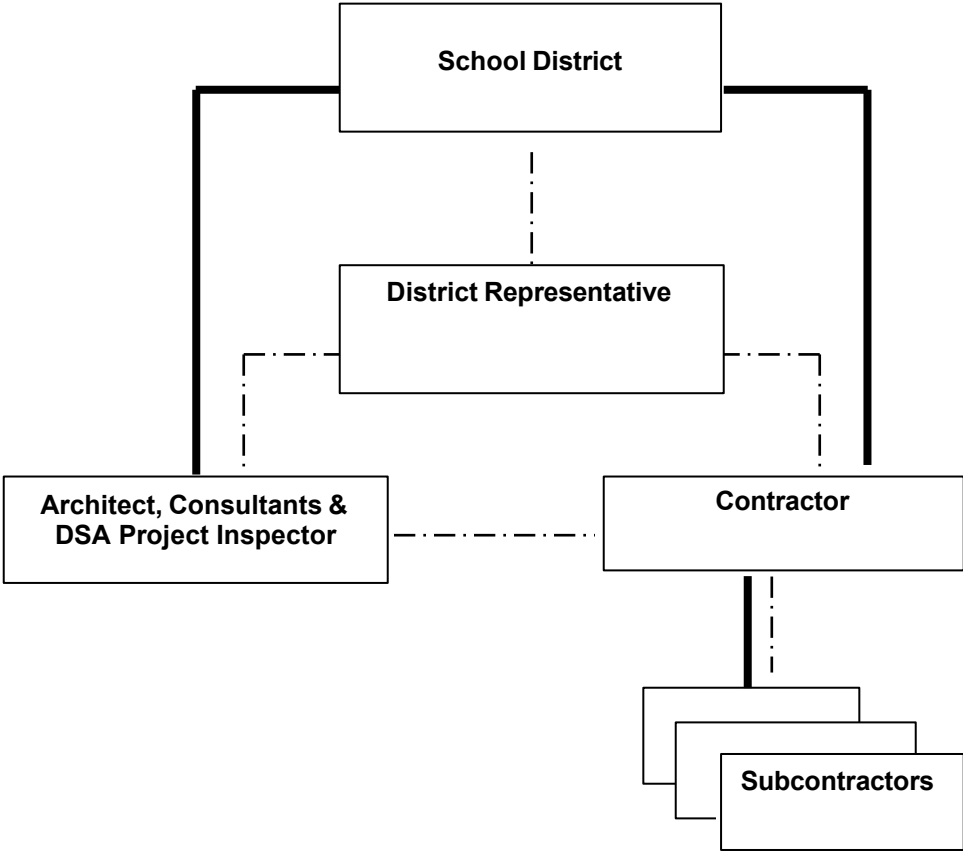 School District
District Representative
Architect, Consultants &
DSA Project Inspector
Contractor
Subcontractors